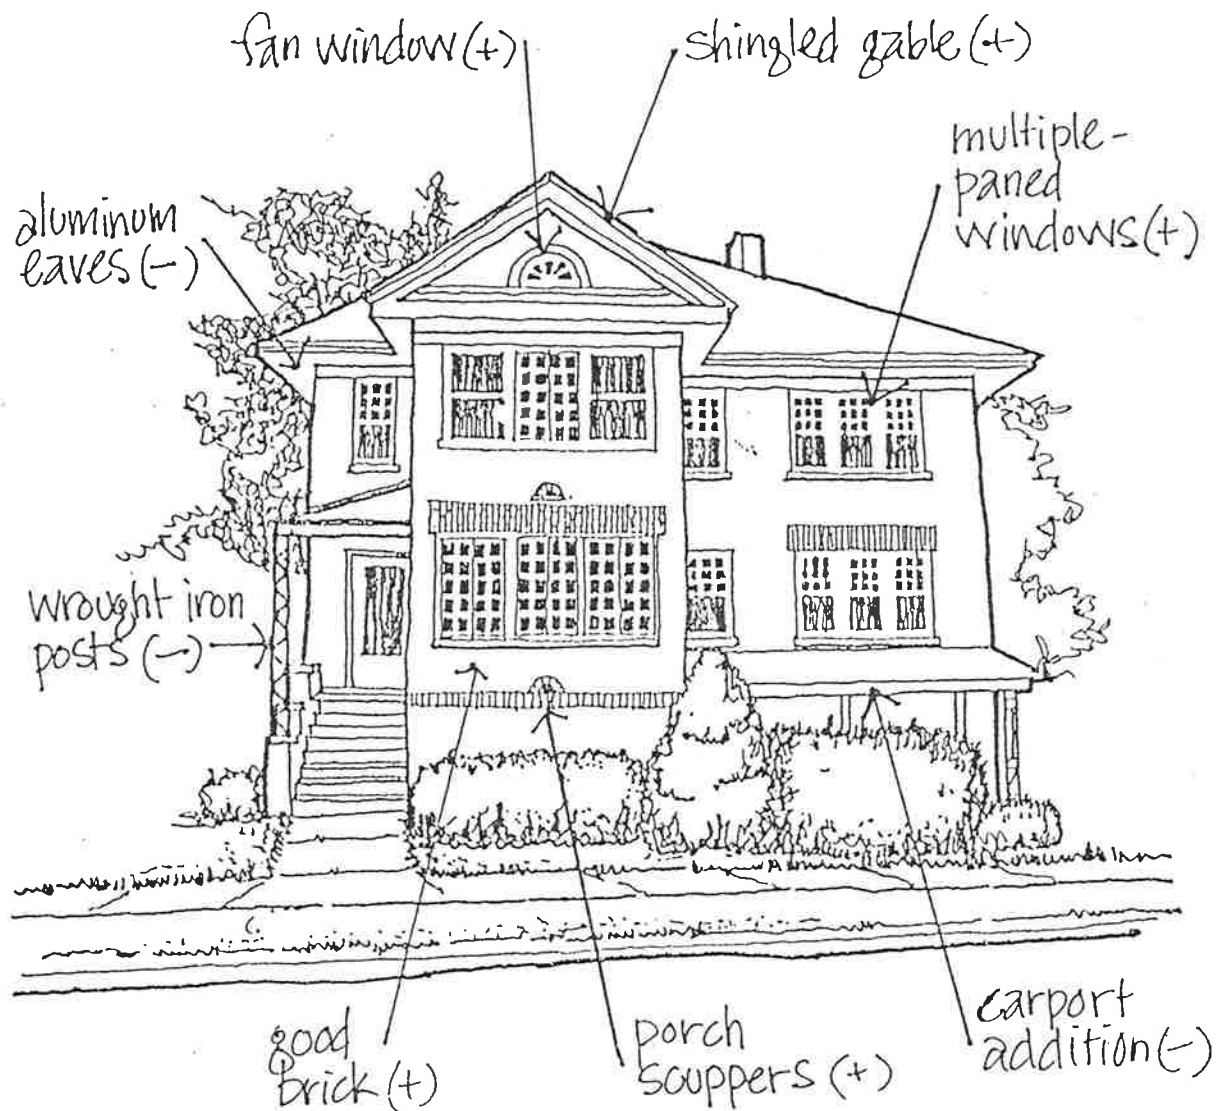 fan window (+)
shingled gable (+)
multiple-
paned
windows (+)
aluminum
eaves (-)
wrought iron
posts (-)
good
brick (+)
porch
scuppers (+)
carport
addition (-)